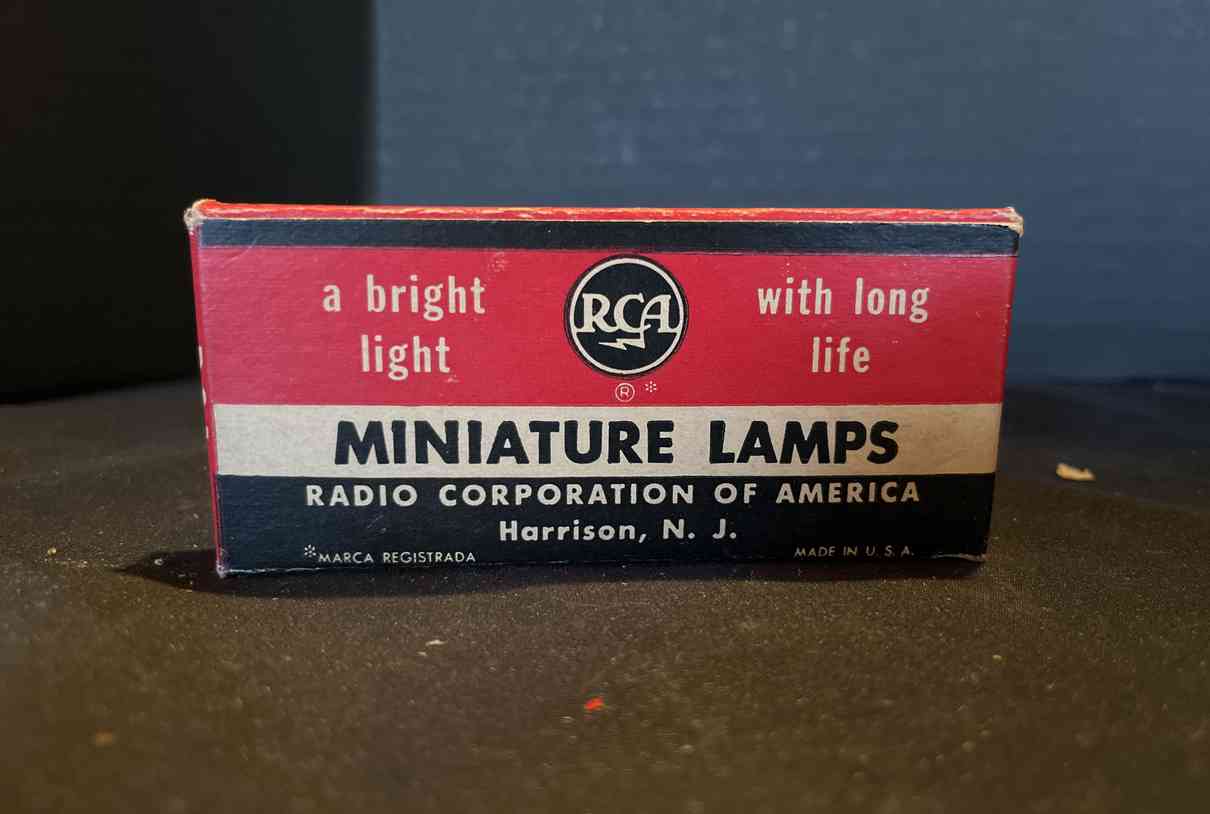 a bright
light
RCA
® *
with long
life
MINIATURE LAMPS
RADIO CORPORATION OF AMERICA
Harrison, N. J.
*MARCA REGISTRADA
MADE IN U. S. A.